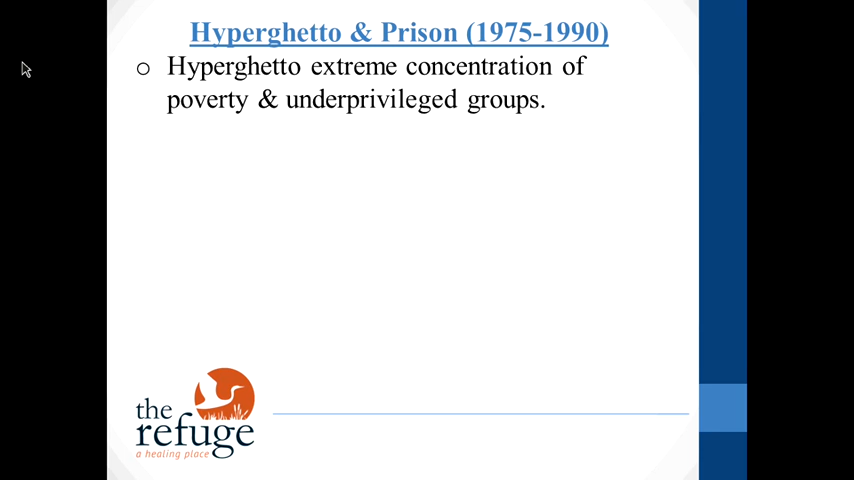 Hyperghetto & Prison (1975-1990)
o Hyperghetto extreme concentration of
poverty & underprivileged groups.
the
refuge
a healing place